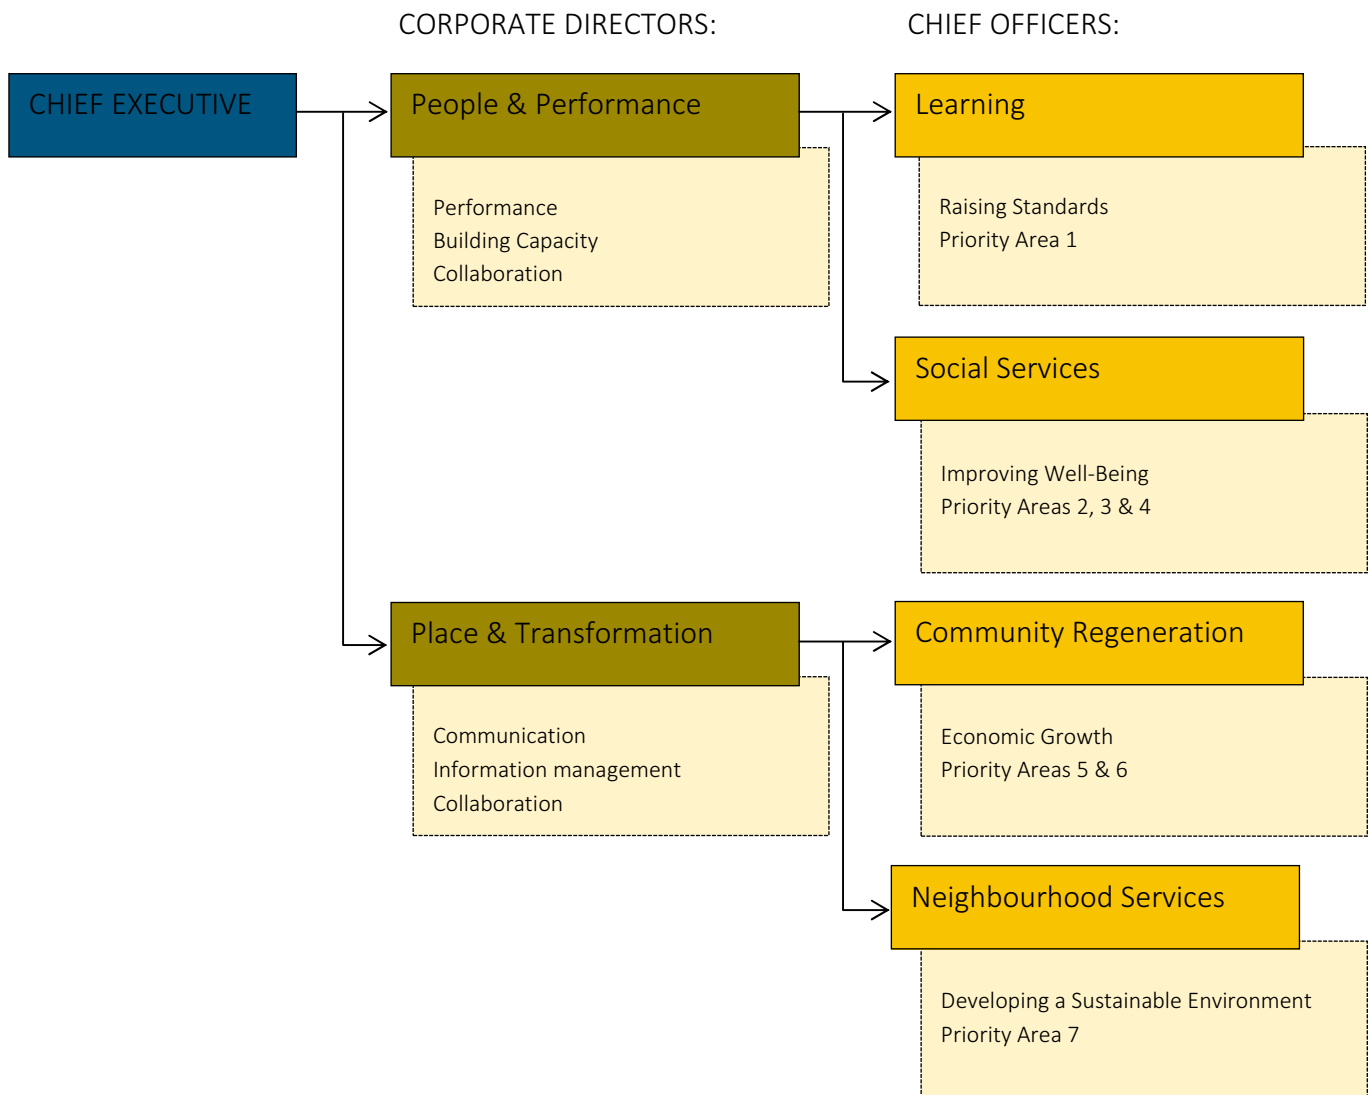 CORPORATE DIRECTORS:
CHIEF OFFICERS:
CHIEF EXECUTIVE
People & Performance
Performance
Building Capacity
Collaboration
Learning
Raising Standards
Priority Area 1
Social Services
Improving Well-Being
Priority Areas 2, 3 & 4
Place & Transformation
Communication
Information management
Collaboration
Community Regeneration
Economic Growth
Priority Areas 5 & 6
Neighbourhood Services
Developing a Sustainable Environment
Priority Area 7